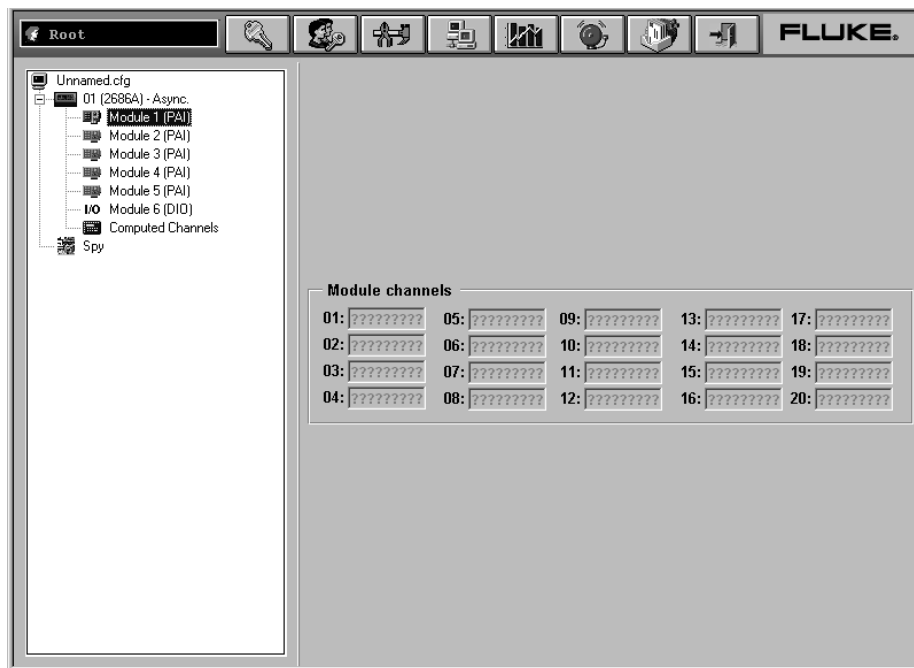 Root
FLUKE®
Unnamed.cfg
01 (2686A) - Async.
Module 1 (PAI)
Module 2 (PAI)
Module 3 (PAI)
Module 4 (PAI)
Module 5 (PAI)
I/O Module 6 (DIO)
Computed Channels
Spy
Module channels
01: ????????? 05: ????????? 09: ????????? 13: ????????? 17: ?????????
02: ????????? 06: ????????? 10: ????????? 14: ????????? 18: ?????????
03: ????????? 07: ????????? 11: ????????? 15: ????????? 19: ?????????
04: ????????? 08: ????????? 12: ????????? 16: ????????? 20: ?????????